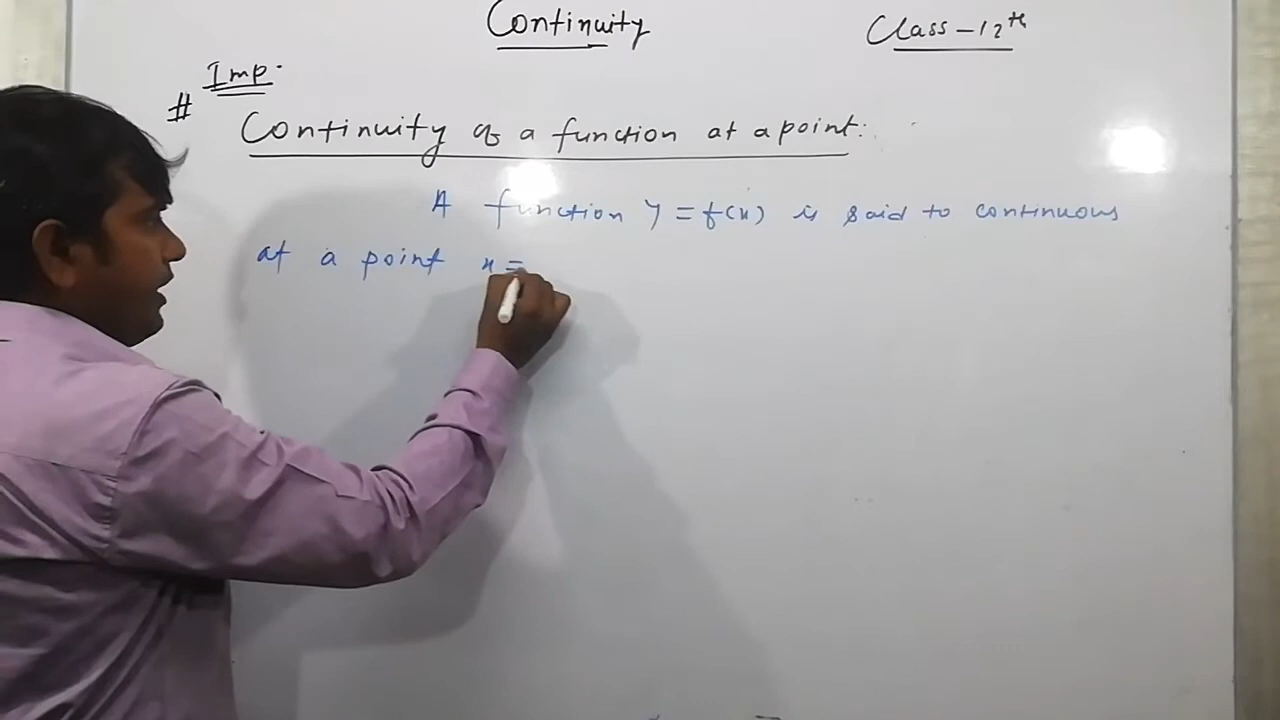 Continuity Class-12th
# Imp.
Continuity of a function at a point:
A function y = f(x) is said to continuous
at a point x =